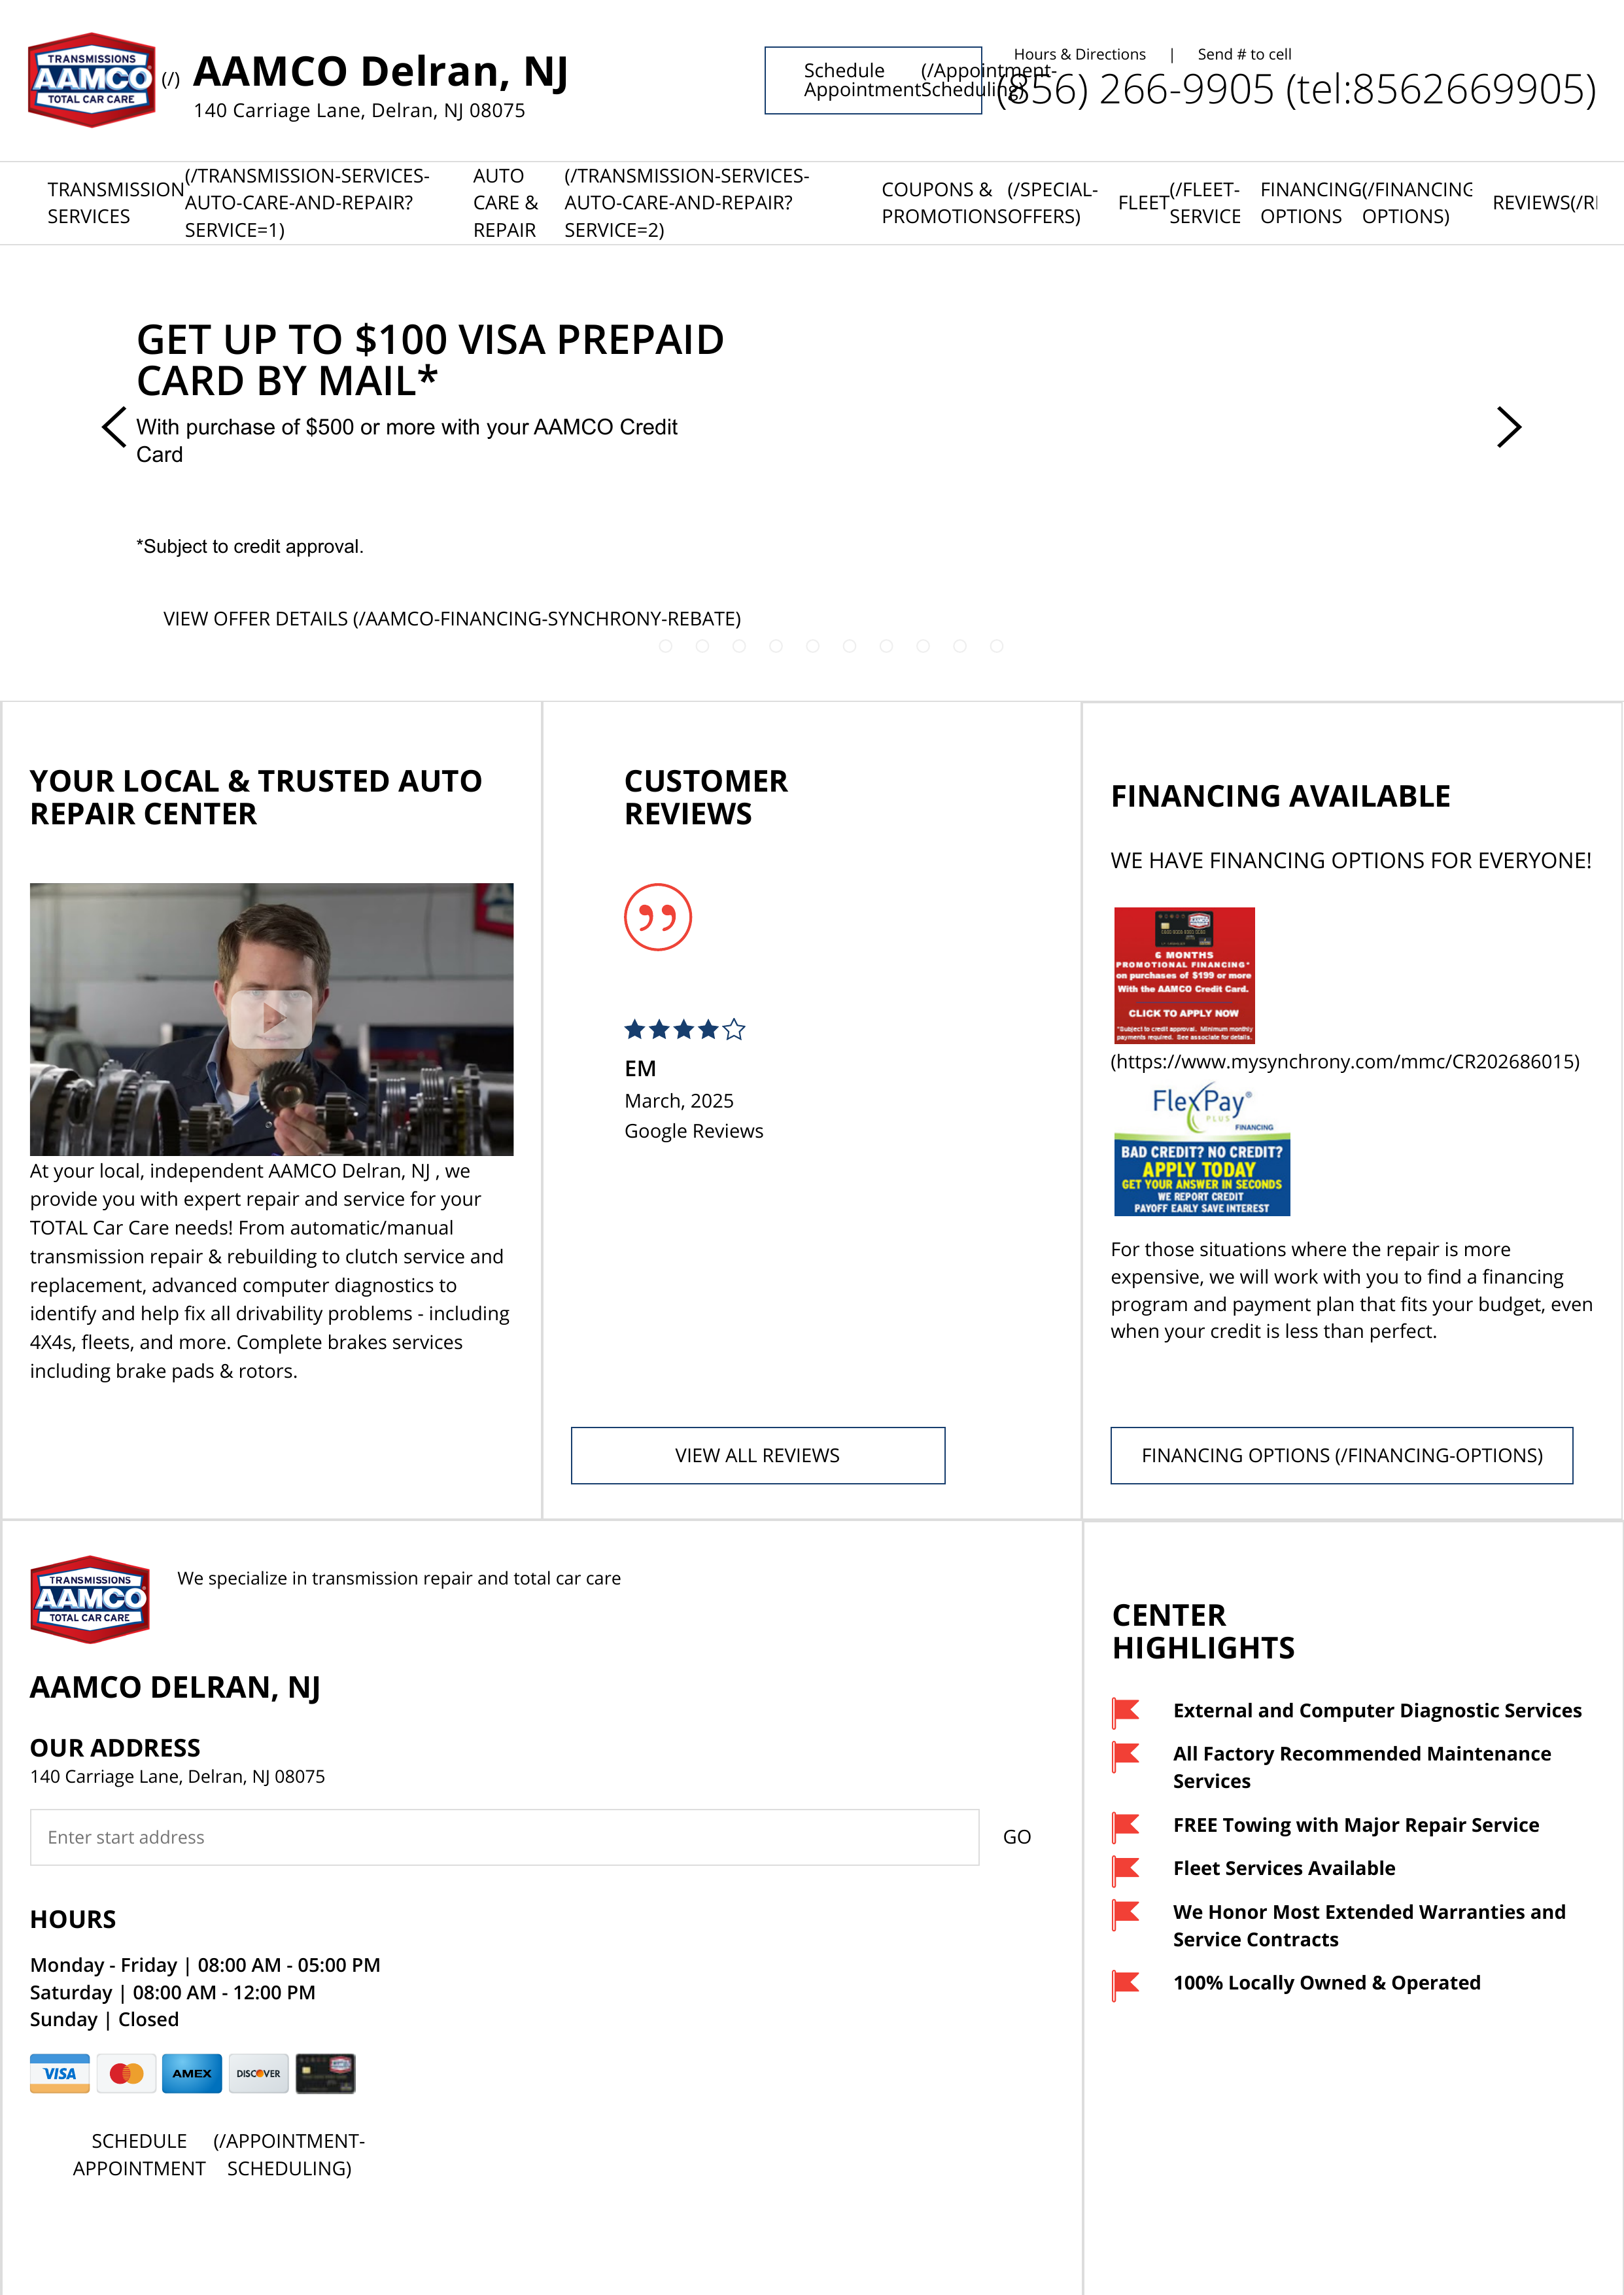 TRANSMISSIONS
AAMCO
TOTAL CAR CARE
(/)
AAMCO Delran, NJ
140 Carriage Lane, Delran, NJ 08075
Schedule Appointment
(/Appointment-Scheduling)
Hours & Directions | Send # to cell
(856) 266-9905 (tel:8562669905)
TRANSMISSION SERVICES
(/TRANSMISSION-SERVICES-AUTO-CARE-AND-REPAIR?SERVICE=1)
AUTO CARE & REPAIR
(/TRANSMISSION-SERVICES-AUTO-CARE-AND-REPAIR?SERVICE=2)
COUPONS & PROMOTIONS
(/SPECIAL-OFFERS)
FLEET
(/FLEET-SERVICE
FINANCING OPTIONS
(/FINANCING OPTIONS)
REVIEWS
GET UP TO $100 VISA PREPAID
CARD BY MAIL*
With purchase of $500 or more with your AAMCO Credit
Card
*Subject to credit approval.
VIEW OFFER DETAILS (/AAMCO-FINANCING-SYNCHRONY-REBATE)
YOUR LOCAL & TRUSTED AUTO
REPAIR CENTER
At your local, independent AAMCO Delran, NJ , we
provide you with expert repair and service for your
TOTAL Car Care needs! From automatic/manual
transmission repair & rebuilding to clutch service and
replacement, advanced computer diagnostics to
identify and help fix all drivability problems - including
4X4s, fleets, and more. Complete brakes services
including brake pads & rotors.
CUSTOMER
REVIEWS
EM
March, 2025
Google Reviews
VIEW ALL REVIEWS
FINANCING AVAILABLE
WE HAVE FINANCING OPTIONS FOR EVERYONE!
6 MONTHS
PROMOTIONAL FINANCING*
on purchases of $199 or more
With the AAMCO Credit Card.
CLICK TO APPLY NOW
*Subject to credit approval. Minimum monthly
payments required. See associate for details.
(https://www.mysynchrony.com/mmc/CR202686015)
FlexPay®
PLUS
FINANCING
BAD CREDIT? NO CREDIT?
APPLY TODAY
GET YOUR ANSWER IN SECONDS
WE REPORT CREDIT
PAYOFF EARLY SAVE INTEREST
For those situations where the repair is more
expensive, we will work with you to find a financing
program and payment plan that fits your budget, even
when your credit is less than perfect.
FINANCING OPTIONS (/FINANCING-OPTIONS)
TRANSMISSIONS
AAMCO
TOTAL CAR CARE
We specialize in transmission repair and total car care
AAMCO DELRAN, NJ
OUR ADDRESS
140 Carriage Lane, Delran, NJ 08075
Enter start address
GO
HOURS
Monday - Friday | 08:00 AM - 05:00 PM
Saturday | 08:00 AM - 12:00 PM
Sunday | Closed
VISA
AMEX
DISCOVER
SCHEDULE APPOINTMENT
(/APPOINTMENT-SCHEDULING)
CENTER
HIGHLIGHTS
External and Computer Diagnostic Services
All Factory Recommended Maintenance
Services
FREE Towing with Major Repair Service
Fleet Services Available
We Honor Most Extended Warranties and
Service Contracts
100% Locally Owned & Operated